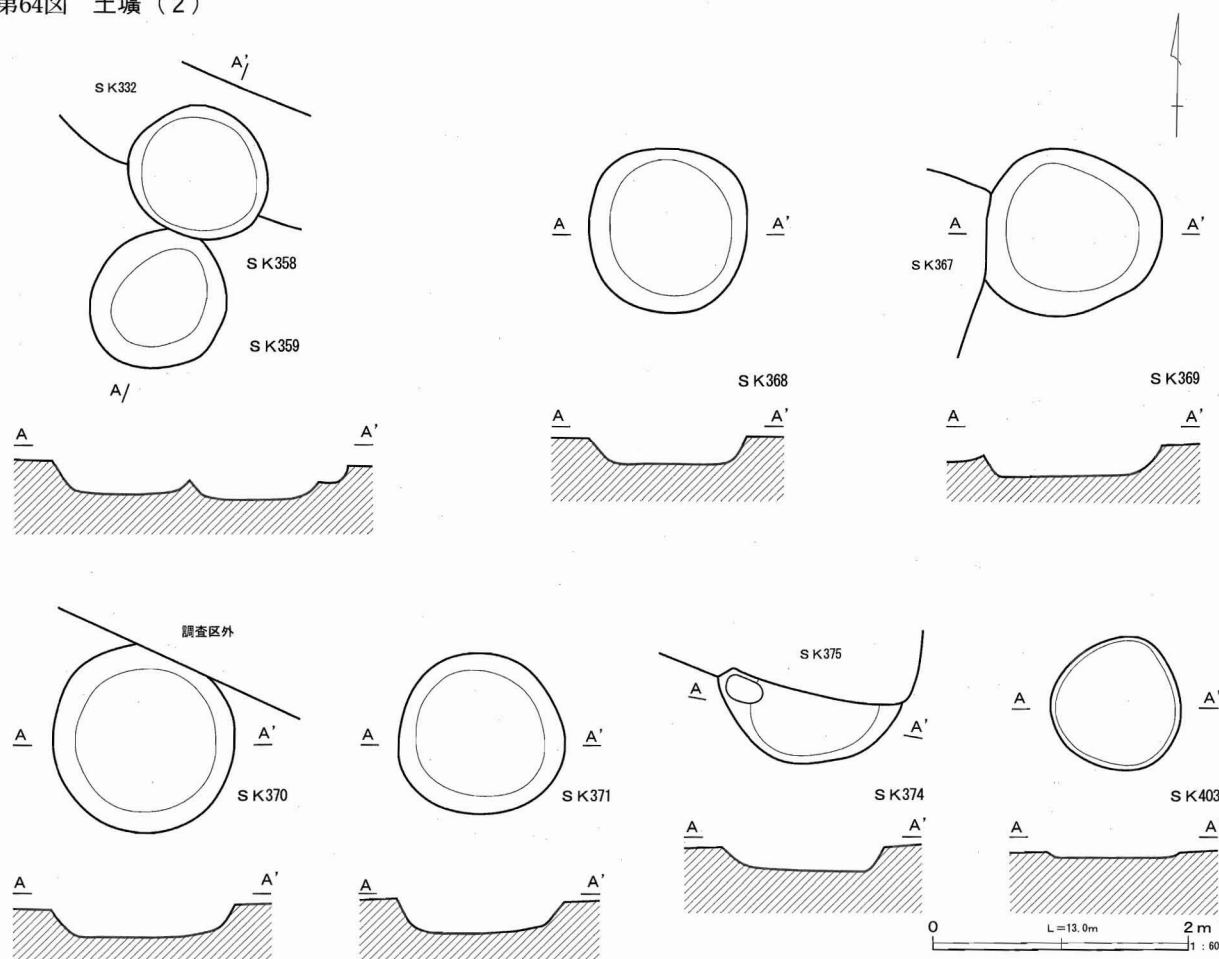 第64図 土壙（2）
A'
SK332
SK358
SK359
A
A A'
A A'
SK368
A A'
A A'
SK367
SK369
A A'
調査区外
A A'
SK370
A A'
A A'
SK371
A A'
SK375
A A'
SK374
A A'
A A'
SK403
A A
0 L=13.0m 2m
1:60